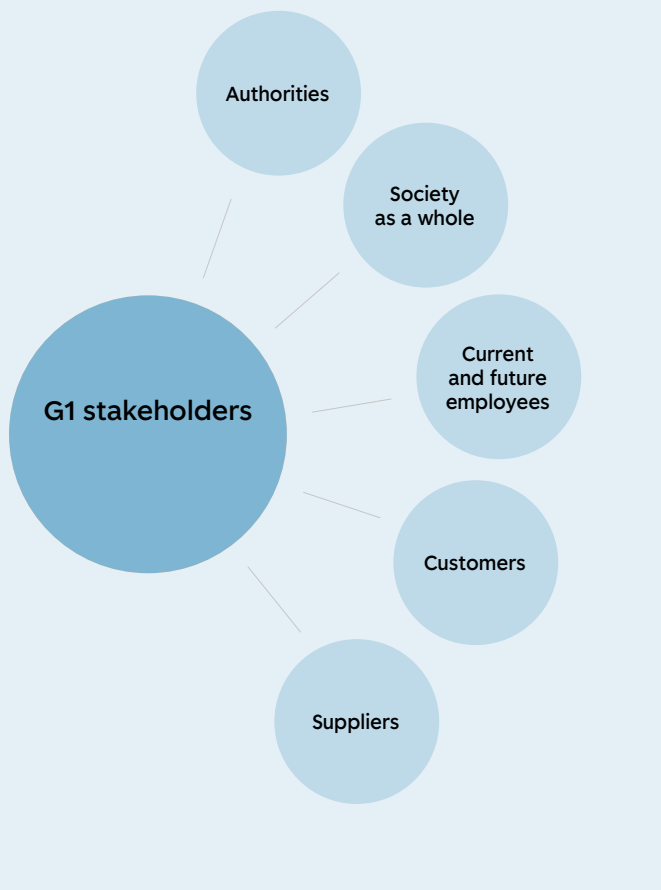 Authorities
Society
as a whole
Current
and future
employees
G1 stakeholders
Customers
Suppliers